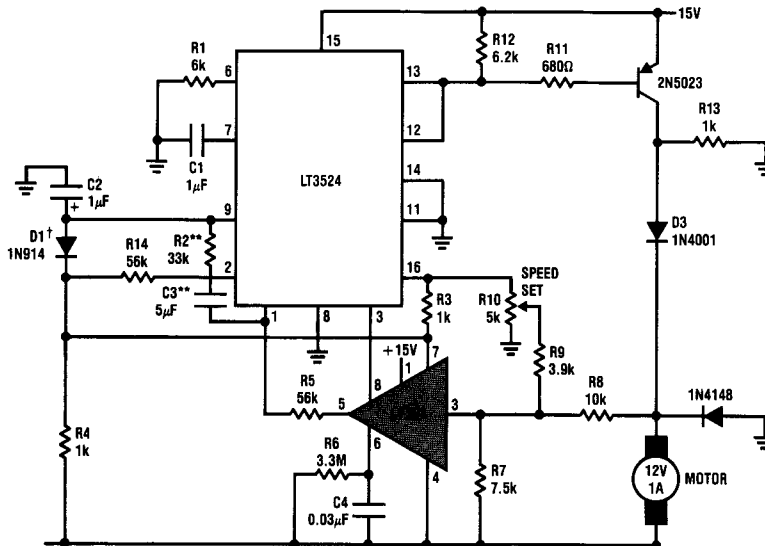 15V
R12
6.2k
R11
680Ω
2N5023
R13
1k
R1
6k
6
15
13
7
12
C1
1μF
LT3524
14
11
C2
1μF
+
9
D1†
1N914
R14
56k
R2**
33k
2
C3**
5μF
16
SPEED
SET
R10
5k
R3
1k
D3
1N4001
1
8
3
+15V
1
7
R9
3.9k
R8
10k
1N4148
R5
56k
5
8
3
6
4
R4
1k
R6
3.3M
C4
0.03μF
R7
7.5k
12V
1A
MOTOR